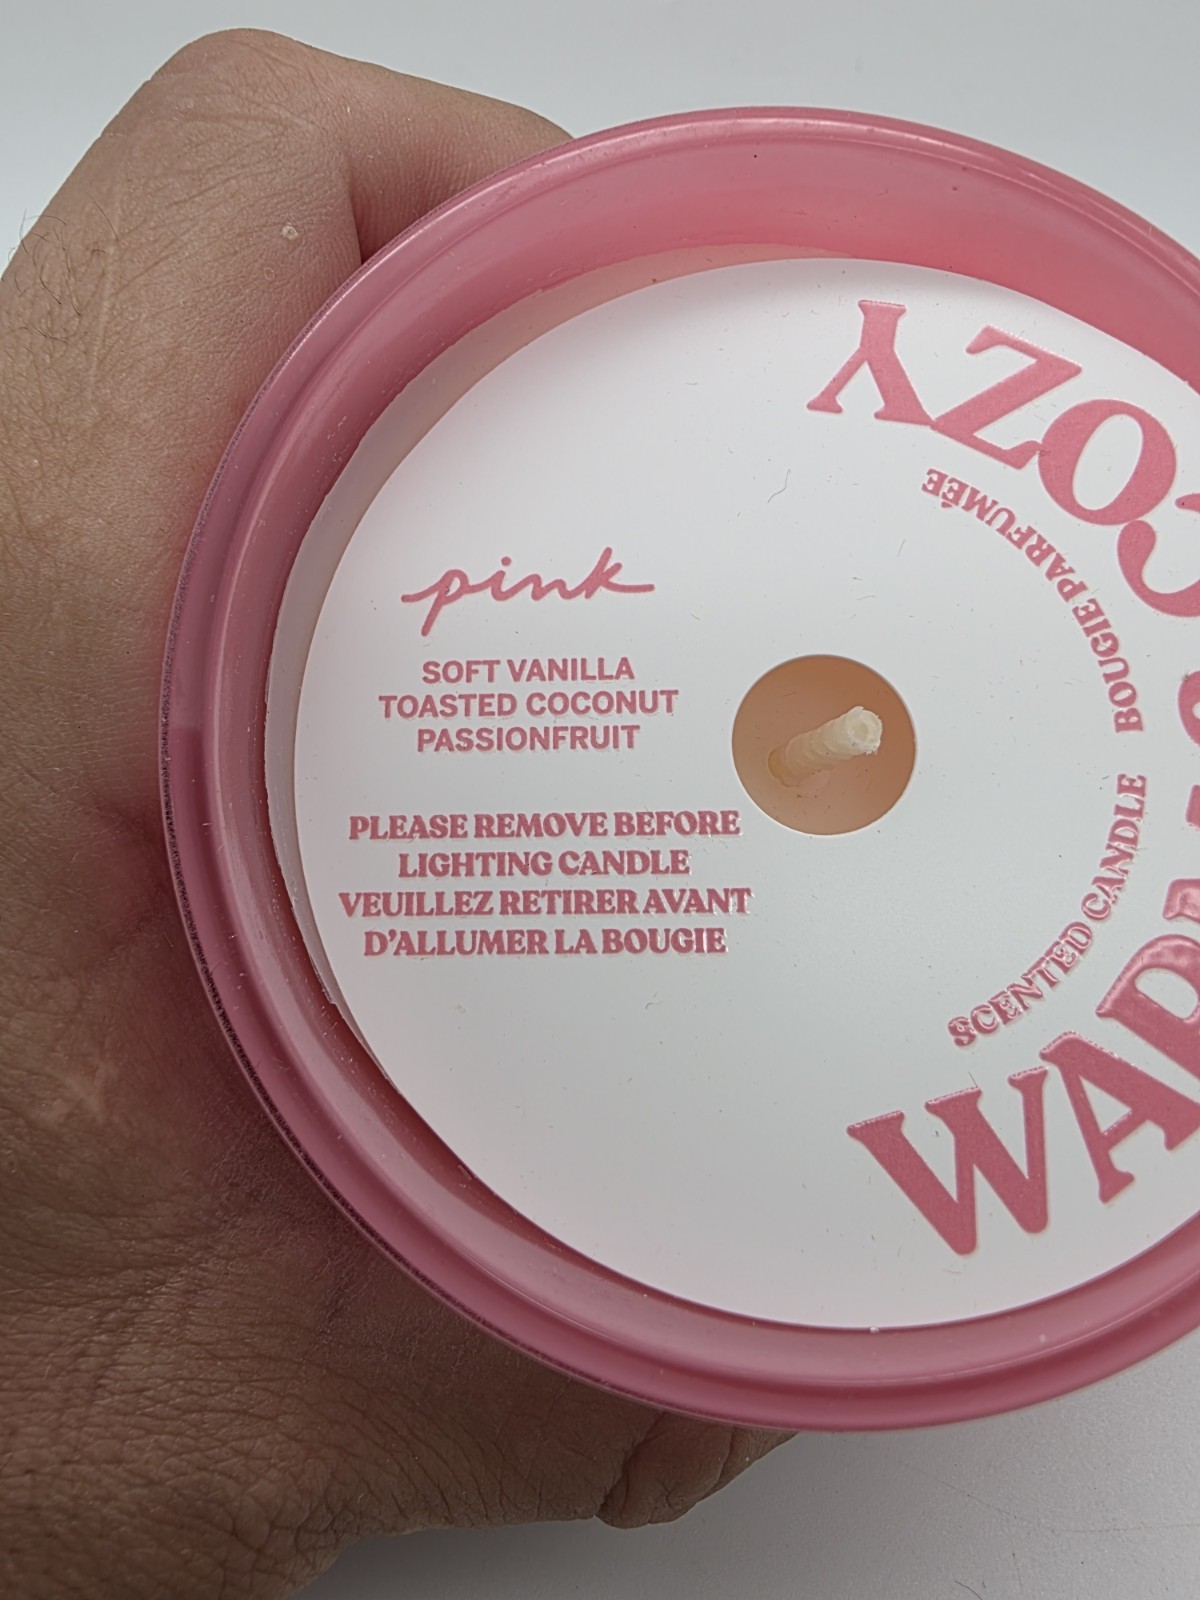 pink
SOFT VANILLA
TOASTED COCONUT
PASSIONFRUIT
PLEASE REMOVE BEFORE
LIGHTING CANDLE
VEUILLEZ RETIRER AVANT
D'ALLUMER LA BOUGIE
COZY
BOUGIE PARFUMÉE
SCENTED CANDLE